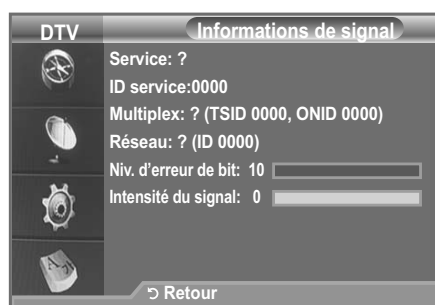 DTV
Informations de signal
Service: ?
ID service:0000
Multiplex: ? (TSID 0000, ONID 0000)
Réseau: ? (ID 0000)
Niv. d’erreur de bit: 10
Intensité du signal: 0
Retour